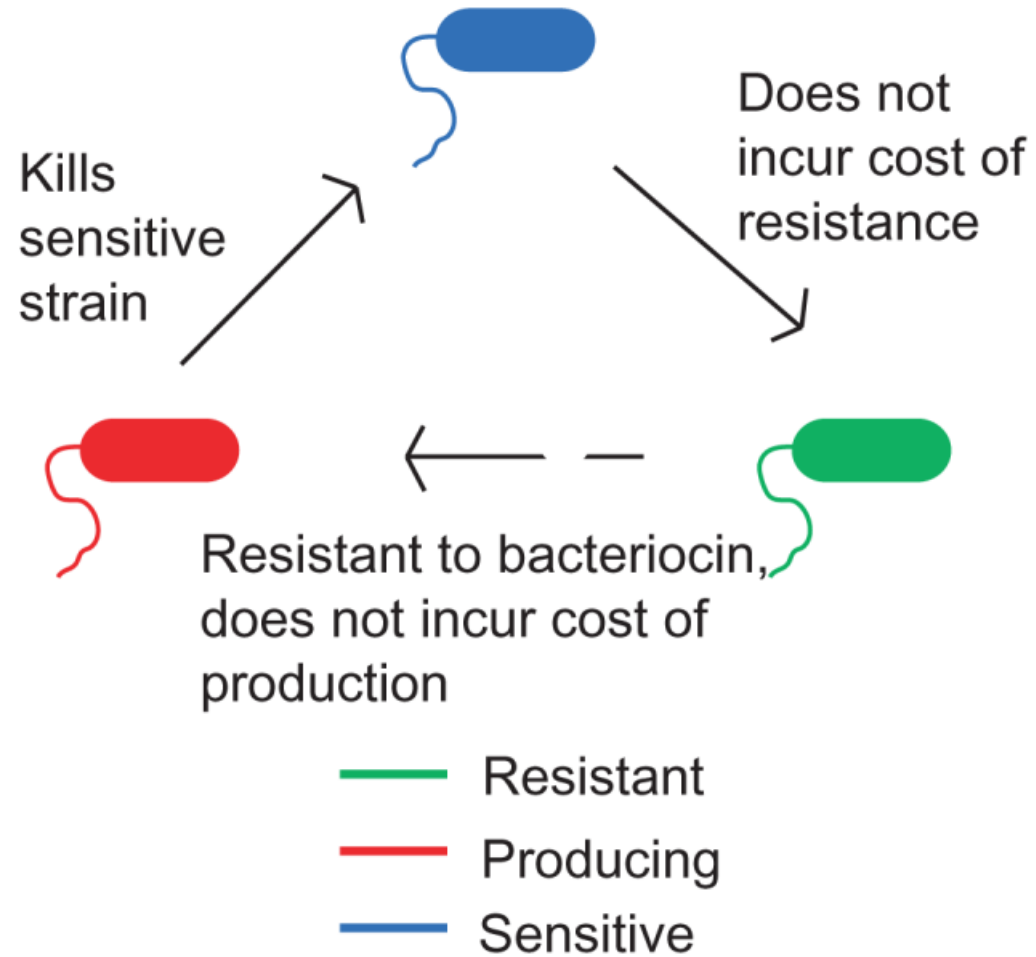 Kills
sensitive
strain
Does not
incur cost of
resistance
Resistant to bacteriocin,
does not incur cost of
production
Resistant
Producing
Sensitive